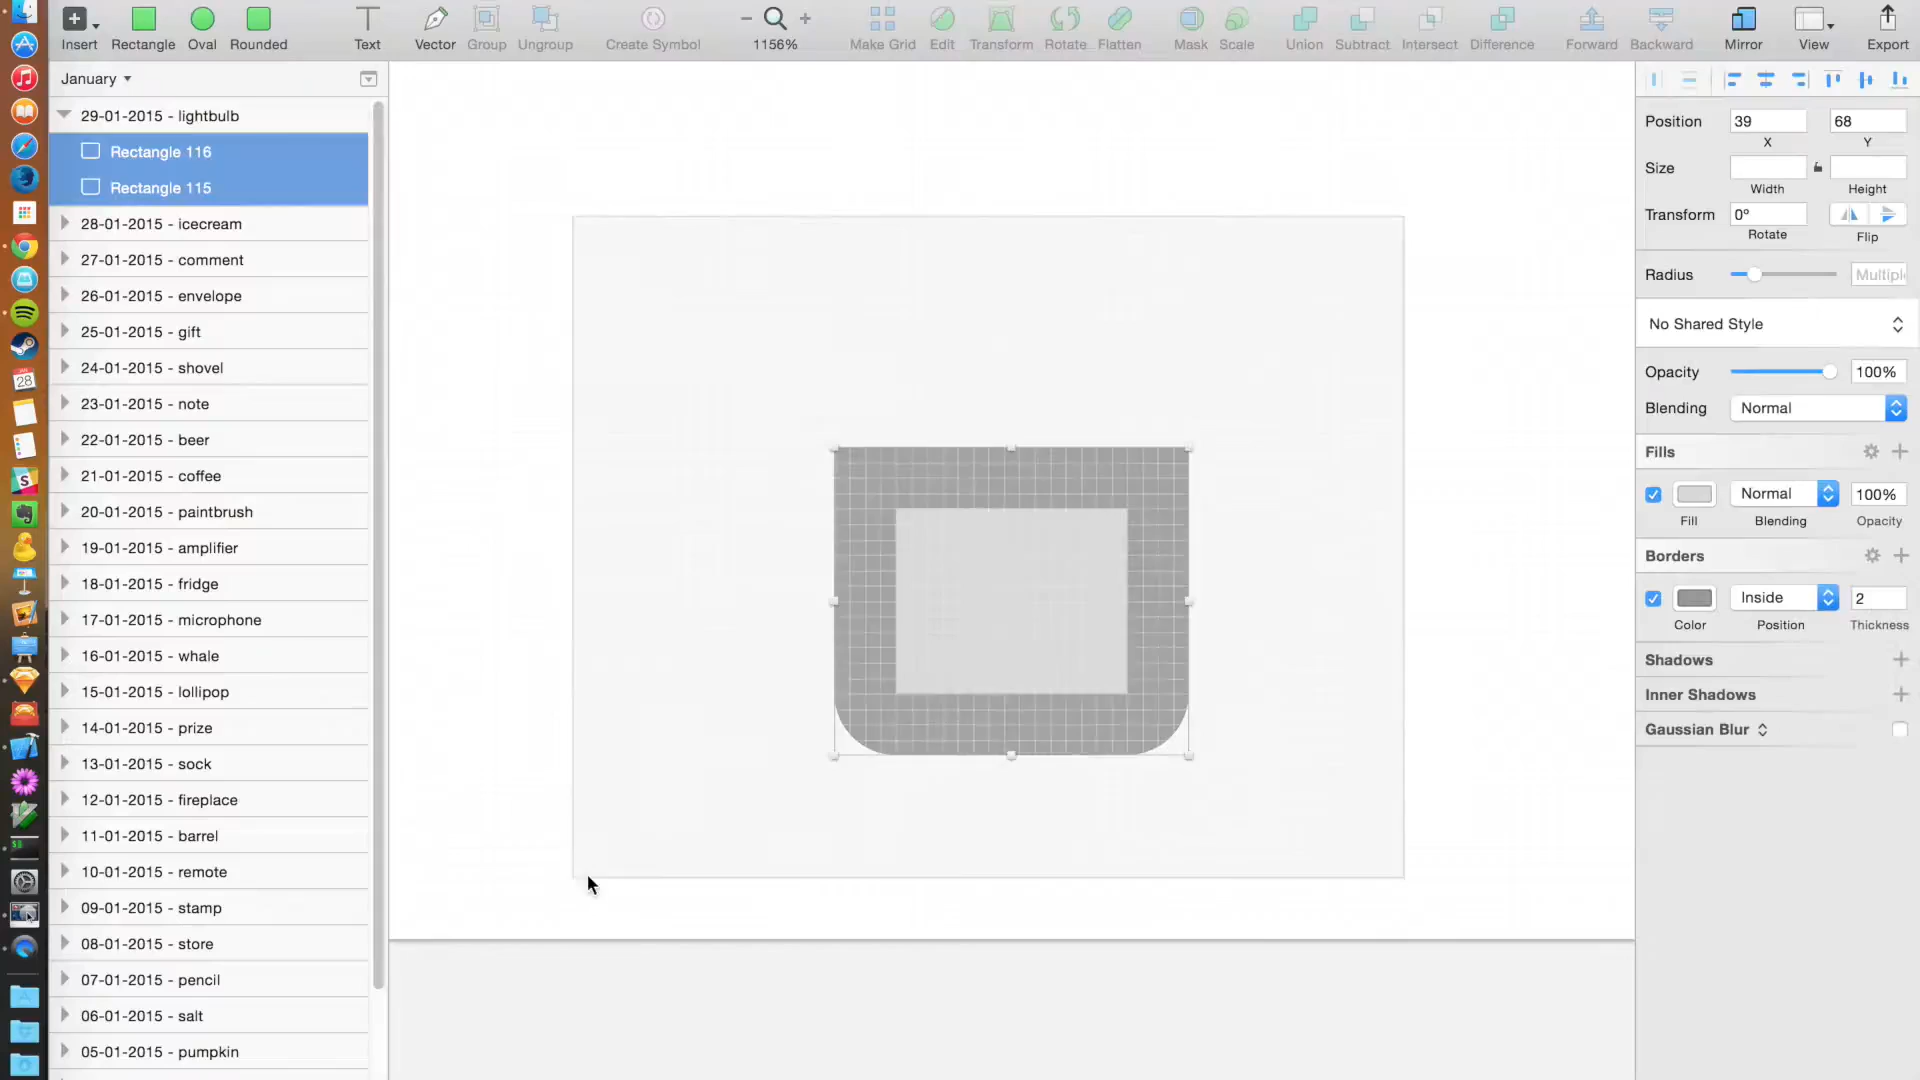 Insert
Rectangle
Oval
Rounded
Text
Vector
Group
Ungroup
Create Symbol
1156%
Make Grid
Edit
Transform
Rotate
Flatten
Mask
Scale
Union
Subtract
Intersect
Difference
Forward
Backward
Mirror
View
Export
January
29-01-2015 - lightbulb
Rectangle 116
Rectangle 115
28-01-2015 - icecream
27-01-2015 - comment
26-01-2015 - envelope
25-01-2015 - gift
24-01-2015 - shovel
23-01-2015 - note
22-01-2015 - beer
21-01-2015 - coffee
20-01-2015 - paintbrush
19-01-2015 - amplifier
18-01-2015 - fridge
17-01-2015 - microphone
16-01-2015 - whale
15-01-2015 - lollipop
14-01-2015 - prize
13-01-2015 - sock
12-01-2015 - fireplace
11-01-2015 - barrel
10-01-2015 - remote
09-01-2015 - stamp
08-01-2015 - store
07-01-2015 - pencil
06-01-2015 - salt
05-01-2015 - pumpkin
Position 39 68
X Y
Size
Width Height
Transform 0°
Rotate Flip
Radius Multipl
No Shared Style
Opacity 100%
Blending Normal
Fills
Normal 100%
Fill Blending Opacity
Borders
Inside 2
Color Position Thickness
Shadows
Inner Shadows
Gaussian Blur
28